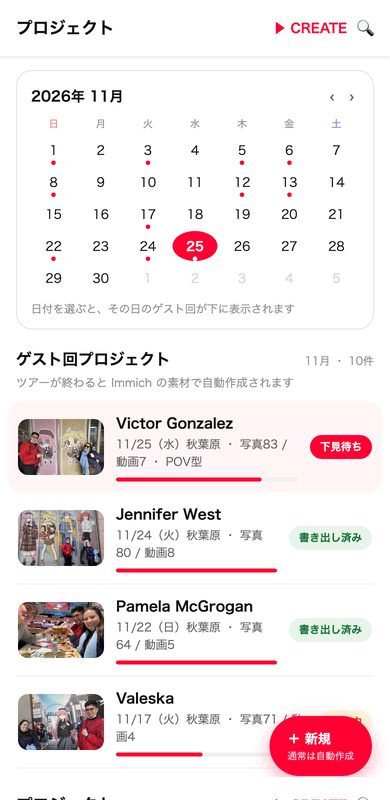 プロジェクト
▶ CREATE 🔍
2026年 11月
‹ ›
日 月 火 水 木 金 土
1 2 3 4 5 6 7
8 9 10 11 12 13 14
15 16 17 18 19 20 21
22 23 24 25 26 27 28
29 30 1 2 3 4 5
日付を選ぶと、その日のゲスト回が下に表示されます
ゲスト回プロジェクト
11月 ・ 10件
ツアーが終わると Immich の素材で自動作成されます
Victor Gonzalez
11/25（水）秋葉原 ・ 写真83 /
動画7 ・ POV型
下見待ち
Jennifer West
11/24（火）秋葉原 ・ 写真
80 / 動画8
書き出し済み
Pamela McGrogan
11/22（日）秋葉原 ・ 写真
64 / 動画5
書き出し済み
Valeska
11/17（火）秋葉原 ・ 写真71 /
画4
＋ 新規
通常は自動作成